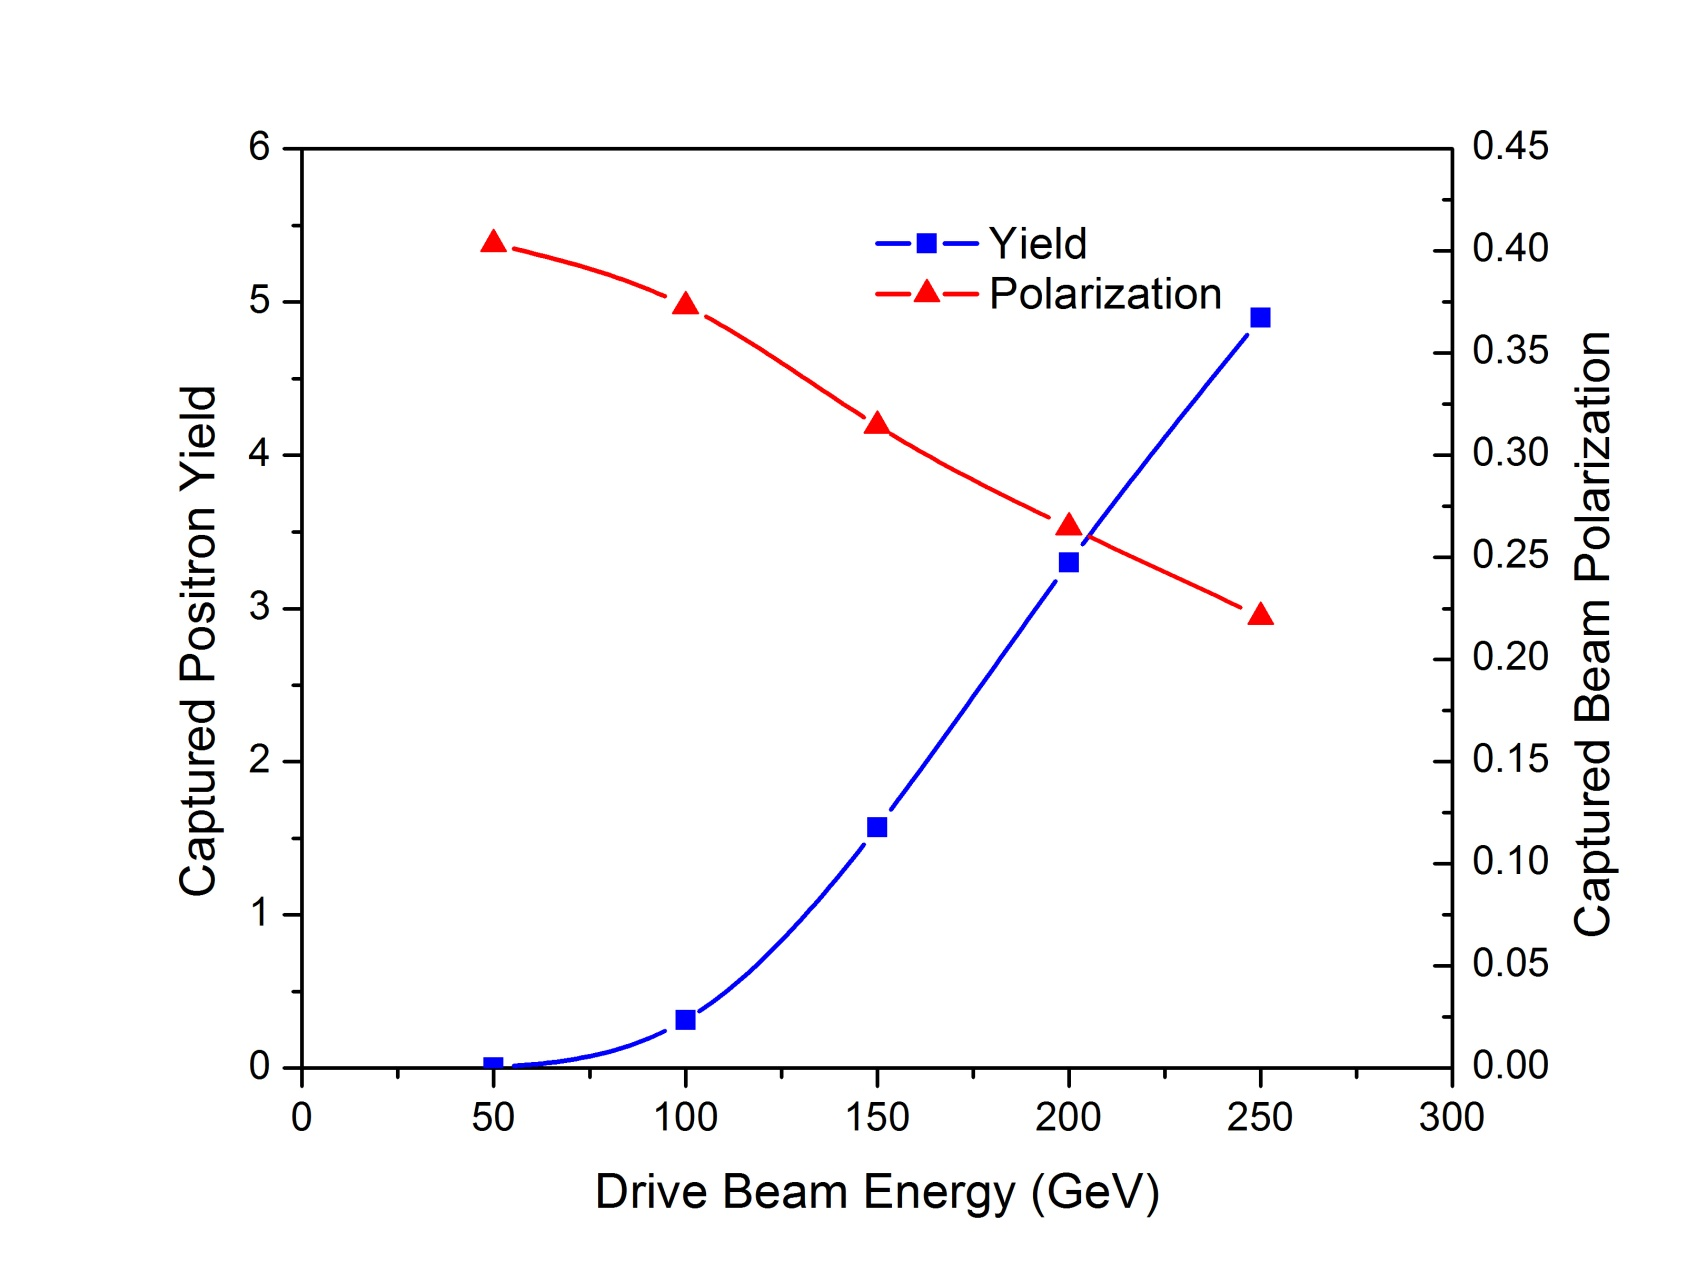 6
5
4
3
2
1
0
Captured Positron Yield
Yield
Polarization
0.45
0.40
0.35
0.30
0.25
0.20
0.15
0.10
0.05
0.00
Captured Beam Polarization
0 50 100 150 200 250 300
Drive Beam Energy (GeV)